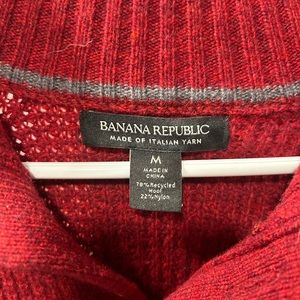 BANANA REPUBLIC
MADE OF ITALIAN YARN
M
MADE IN
CHINA
78% Recycled
Wool
22% Nylon